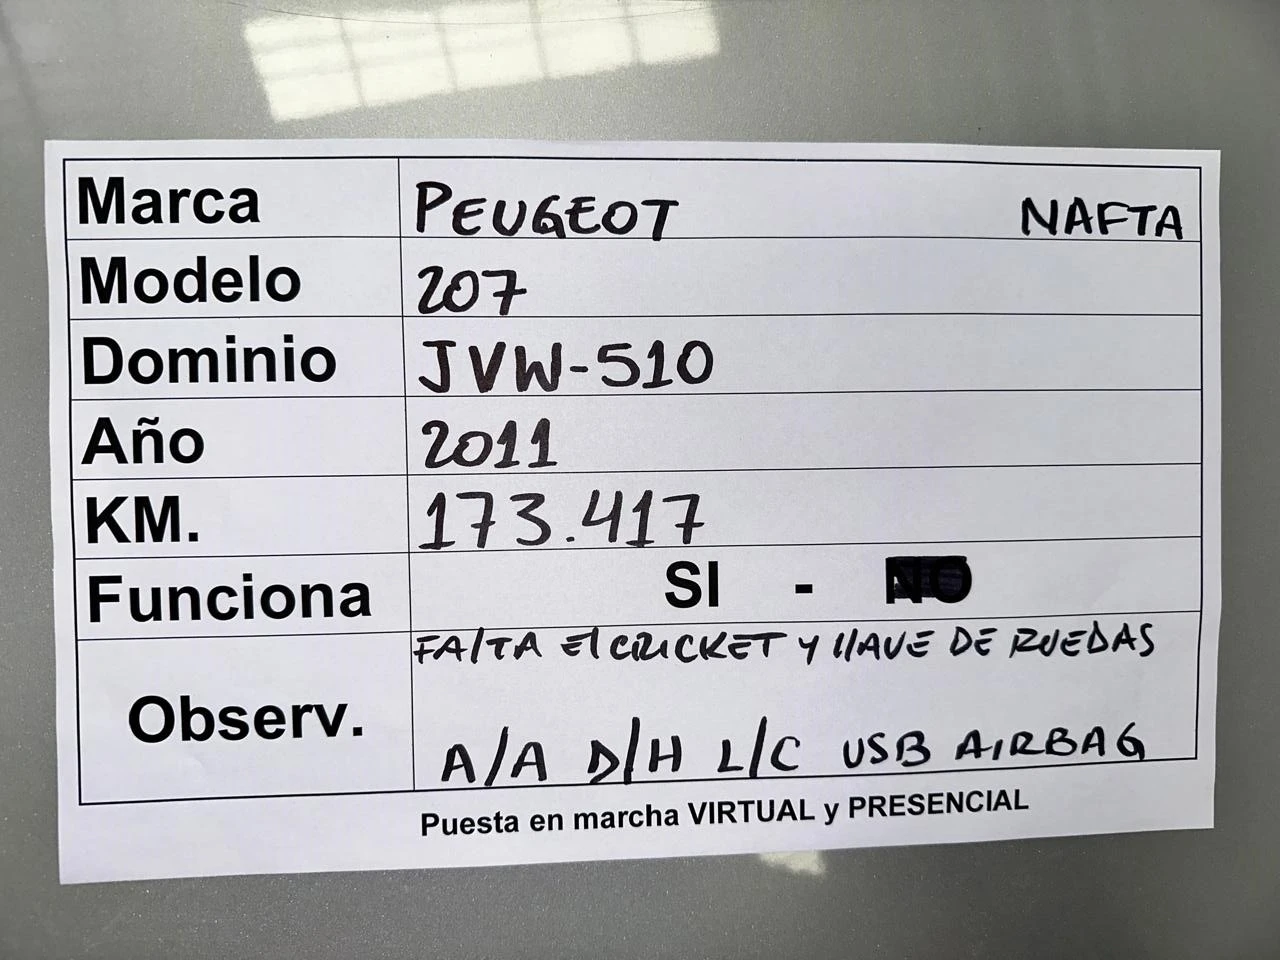 Marca PEUGEOT NAFTA
Modelo 207
Dominio JVW-510
Año 2011
KM. 173.417
Funciona SI - NO
FALTA El CRICKET Y llAVE DE RUEDAS
Observ.
A/A D/H L/C USB AIRBAG
Puesta en marcha VIRTUAL y PRESENCIAL